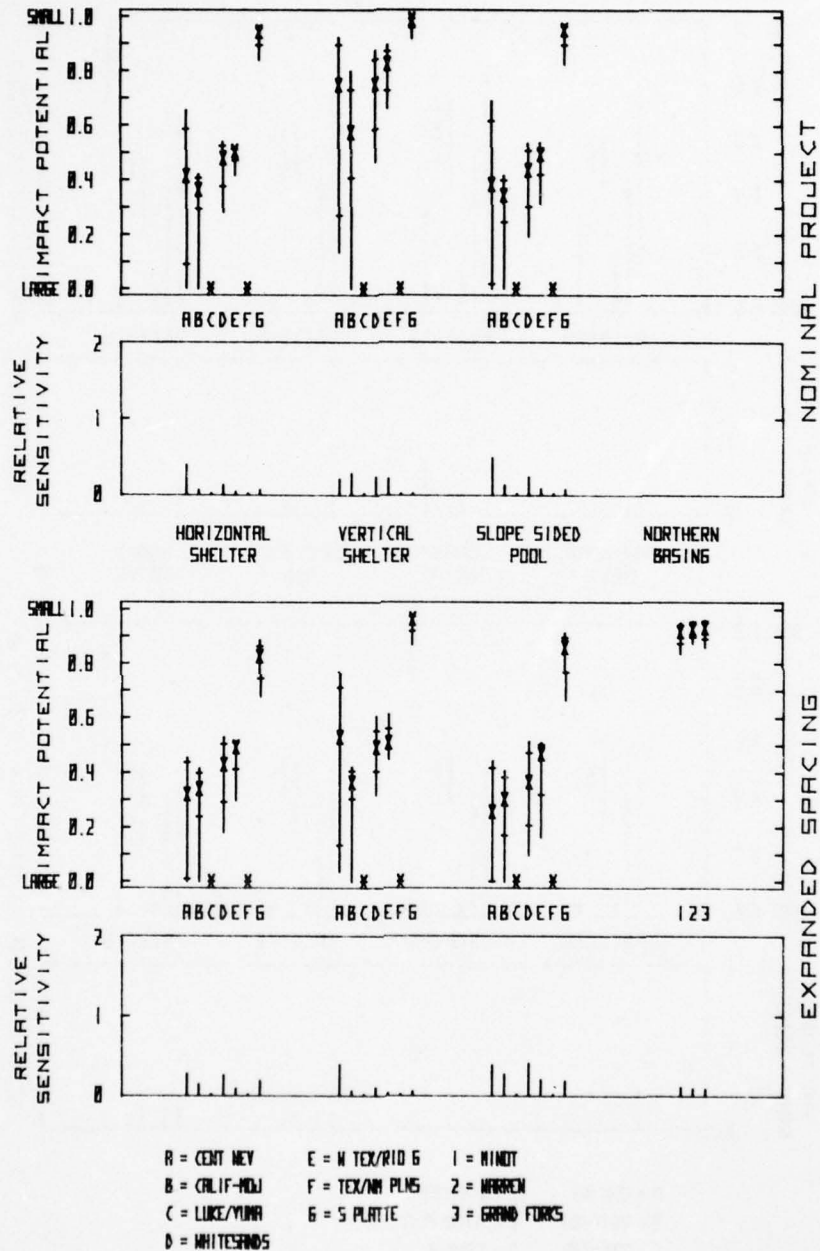 SMALL 1.0
0.8
0.6
0.4
0.2
LARGE 0.0
IMPACT POTENTIAL
ABCDEFG ABCDEFG ABCDEFG
NOMINAL PROJECT
2
1
0
RELATIVE SENSITIVITY
HORIZONTAL SHELTER
VERTICAL SHELTER
SLOPE SIDED POOL
NORTHERN BASING
SMALL 1.0
0.8
0.6
0.4
0.2
LARGE 0.0
IMPACT POTENTIAL
ABCDEFG ABCDEFG ABCDEFG 123
EXPANDED SPACING
2
1
0
RELATIVE SENSITIVITY
A = CENT NEV E = W TEX/RIO G 1 = MINOT
B = CALIF-MOJ F = TEX/NM PLNS 2 = WARREN
C = LUKE/YUMA G = S PLATTE 3 = GRAND FORKS
D = WHITESANDS